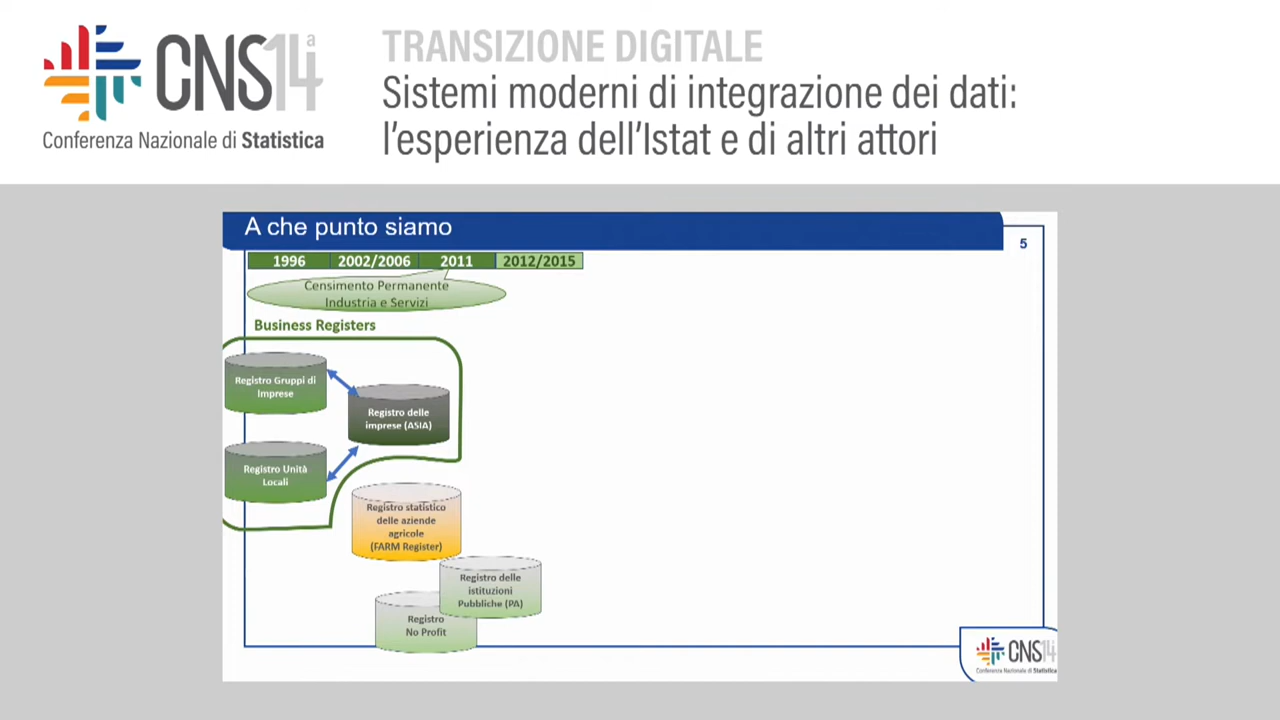 CNS14ª
Conferenza Nazionale di Statistica
TRANSIZIONE DIGITALE
Sistemi moderni di integrazione dei dati:
l'esperienza dell'Istat e di altri attori
A che punto siamo
5
1996 2002/2006 2011 2012/2015
Censimento Permanente
Industria e Servizi
Business Registers
Registro Gruppi di
Imprese
Registro delle
imprese (ASIA)
Registro Unità
Locali
Registro statistico
delle aziende
agricole
(FARM Register)
Registro delle
istituzioni
Pubbliche (PA)
Registro
No Profit
CNS14
Conferenza Nazionale di Statistica